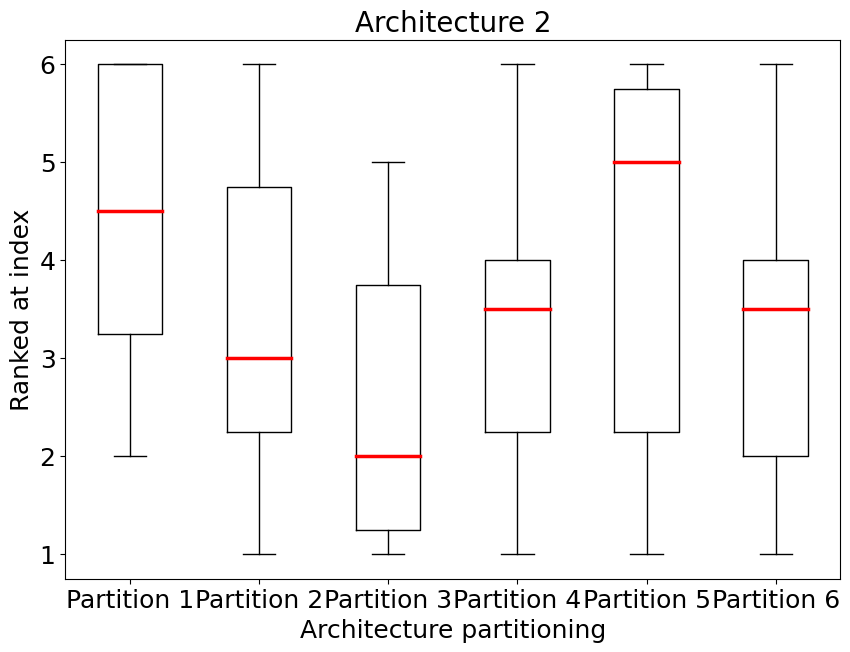 Architecture 2
Ranked at index
6
5
4
3
2
1
Partition 1 Partition 2 Partition 3 Partition 4 Partition 5 Partition 6
Architecture partitioning